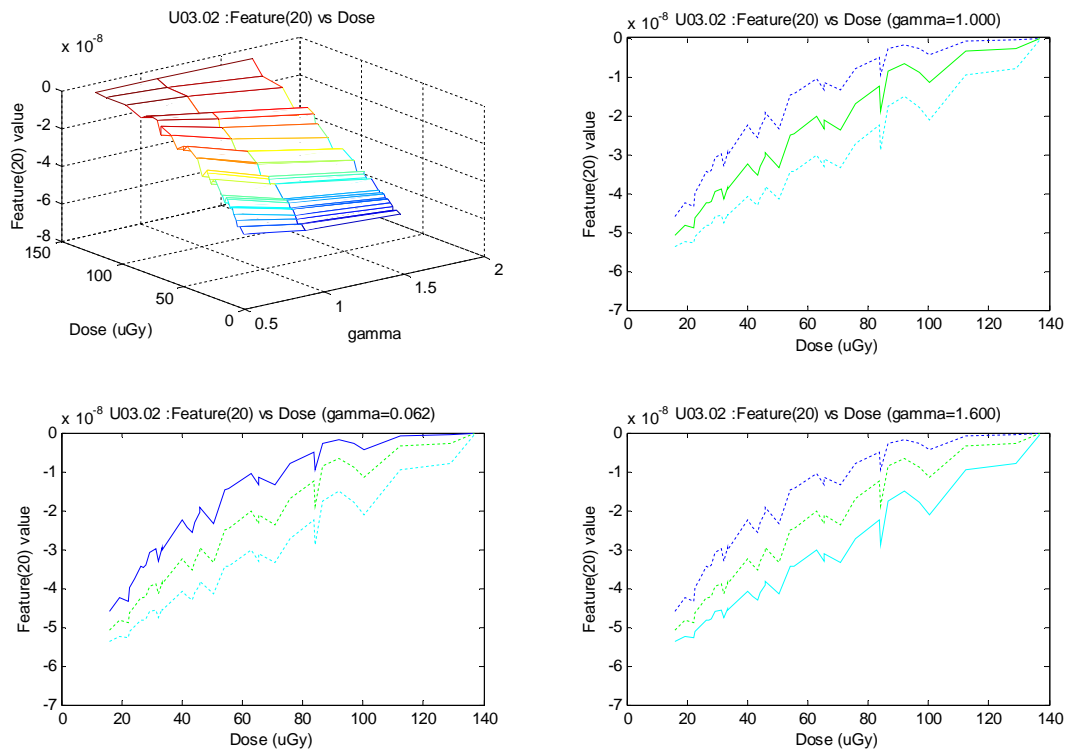 U03.02 :Feature(20) vs Dose
x 10-8
0
-2
-4
-6
-8
Feature(20) value
150
100
50
0
Dose (uGy)
0.5
1
1.5
2
gamma
U03.02 :Feature(20) vs Dose (gamma=1.000)
x 10-8
0
-1
-2
-3
-4
-5
-6
-7
Feature(20) value
0 20 40 60 80 100 120 140
Dose (uGy)
U03.02 :Feature(20) vs Dose (gamma=0.062)
x 10-8
0
-1
-2
-3
-4
-5
-6
-7
Feature(20) value
0 20 40 60 80 100 120 140
Dose (uGy)
U03.02 :Feature(20) vs Dose (gamma=1.600)
x 10-8
0
-1
-2
-3
-4
-5
-6
-7
Feature(20) value
0 20 40 60 80 100 120 140
Dose (uGy)